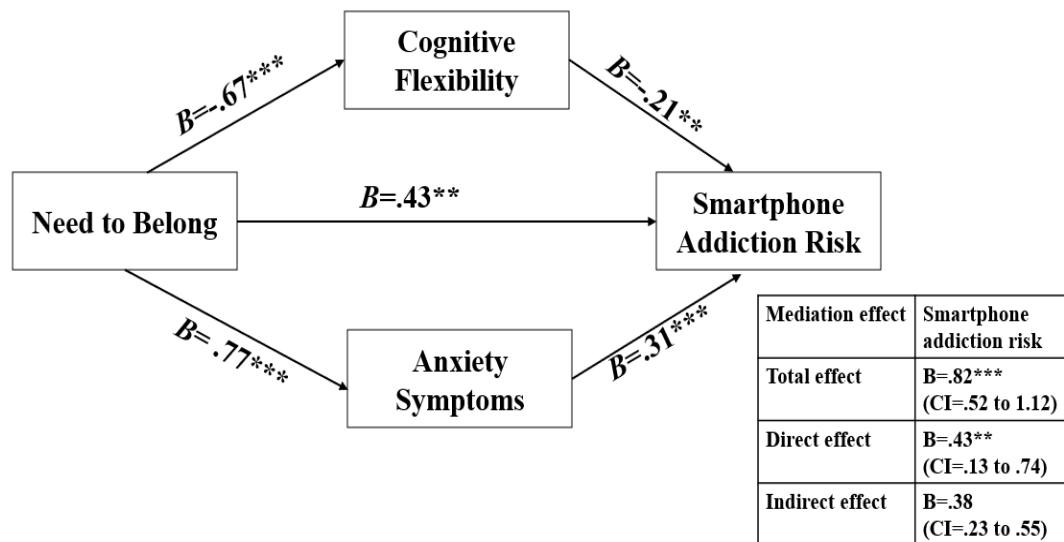 Cognitive
Flexibility
B=-.67***
B=-.21**
Need to Belong
B=.43**
Smartphone
Addiction Risk
B= .77***
B=.31***
Anxiety
Symptoms
Mediation effect
Smartphone
addiction risk
Total effect
B=.82***
(CI=.52 to 1.12)
Direct effect
B=.43**
(CI=.13 to .74)
Indirect effect
B=.38
(CI=.23 to .55)